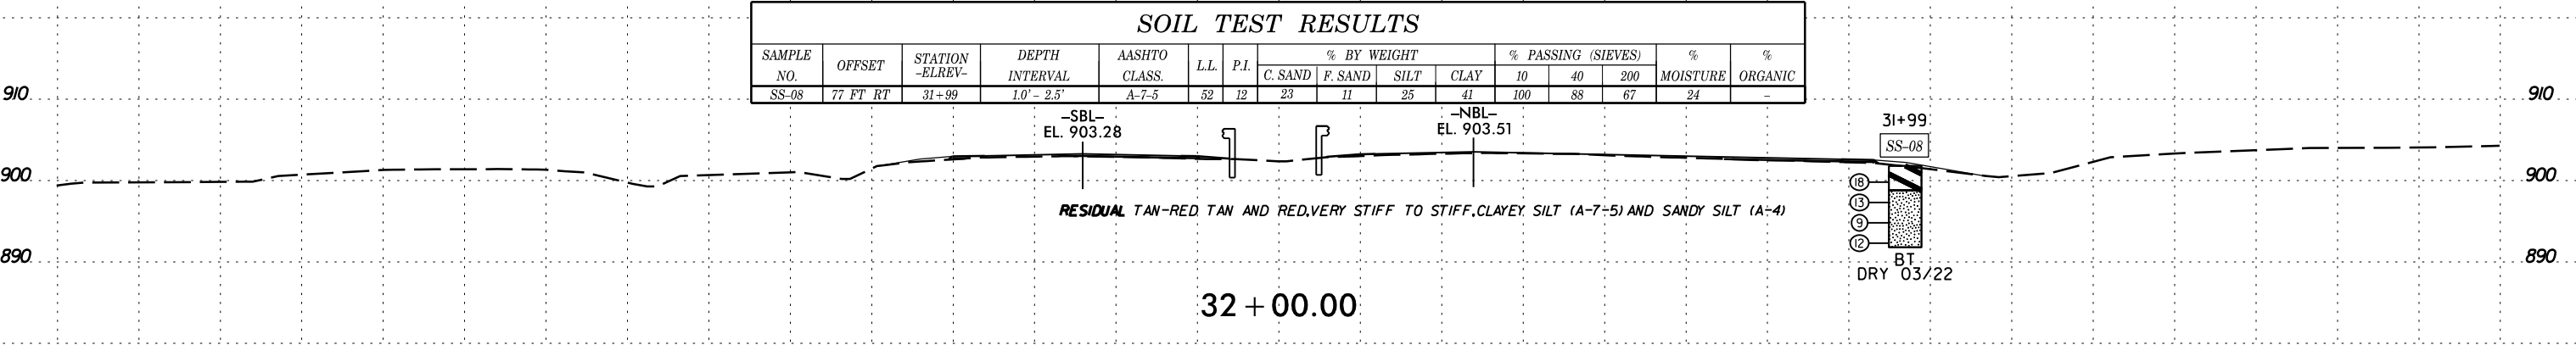 SOIL TEST RESULTS
SAMPLE NO. OFFSET STATION -ELREV- DEPTH INTERVAL AASHTO CLASS. L.L. P.I. % BY WEIGHT % PASSING (SIEVES) % MOISTURE % ORGANIC
C. SAND F. SAND SILT CLAY 10 40 200
SS-08 77 FT RT 31+99 1.0' - 2.5' A-7-5 52 12 23 11 25 41 100 88 67 24 -
910 910
-SBL-
EL. 903.28
-NBL-
EL. 903.51
31+99
SS-08
900 900
18
13
9
12
RESIDUAL TAN-RED, TAN AND RED, VERY STIFF TO STIFF, CLAYEY SILT (A-7-5) AND SANDY SILT (A-4)
890 890
BT
DRY 03/22
32+00.00